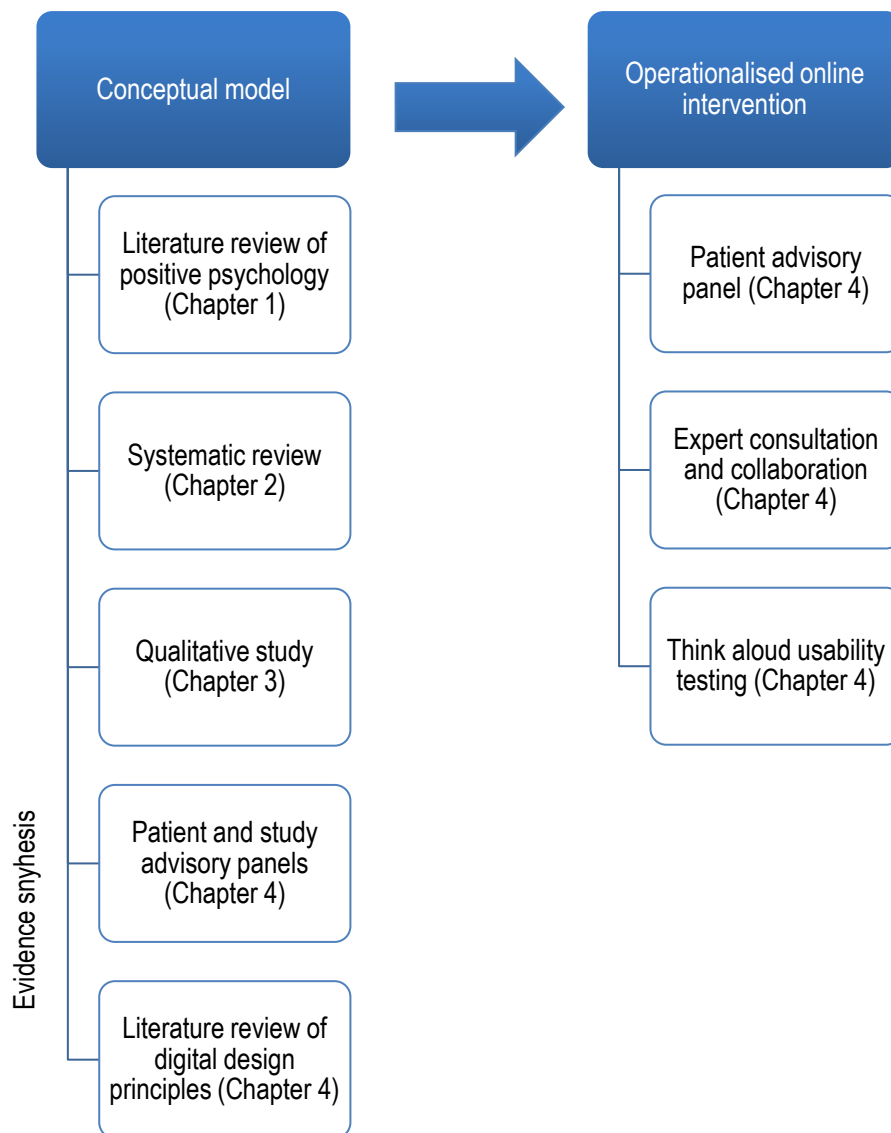 Conceptual model
Literature review of
positive psychology
(Chapter 1)
Systematic review
(Chapter 2)
Qualitative study
(Chapter 3)
Patient and study
advisory panels
(Chapter 4)
Literature review of
digital design
principles (Chapter 4)
Evidence snyhesis
Operationalised online
intervention
Patient advisory
panel (Chapter 4)
Expert consultation
and collaboration
(Chapter 4)
Think aloud usability
testing (Chapter 4)